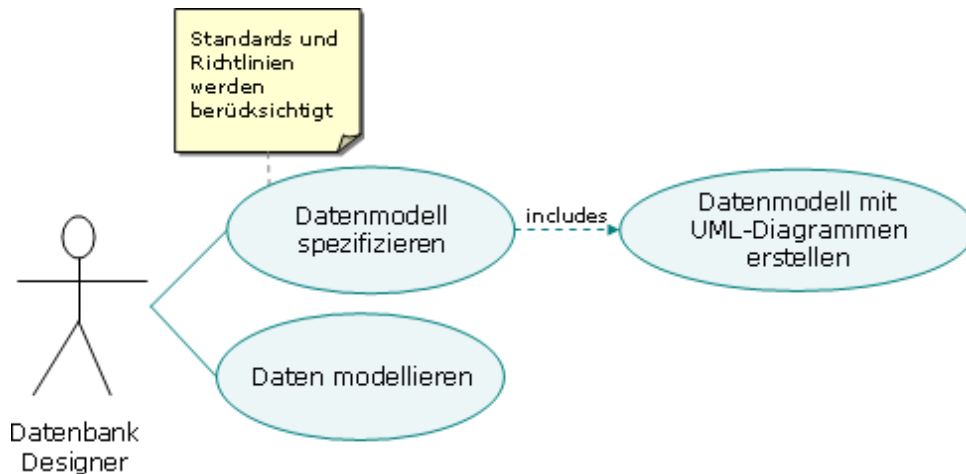 Standards und
Richtlinien
werden
berücksichtigt
Datenmodell
spezifizieren
includes
Datenmodell mit
UML-Diagrammen
erstellen
Daten modellieren
Datenbank
Designer